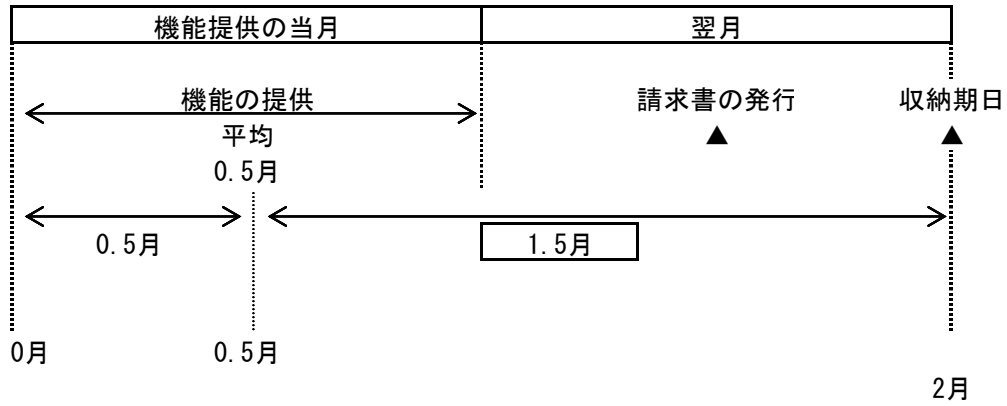 機能提供の当月 翌月
機能の提供 請求書の発行 収納期日
平均 ▲ ▲
0.5月
0.5月 1.5月
0月 0.5月
2月